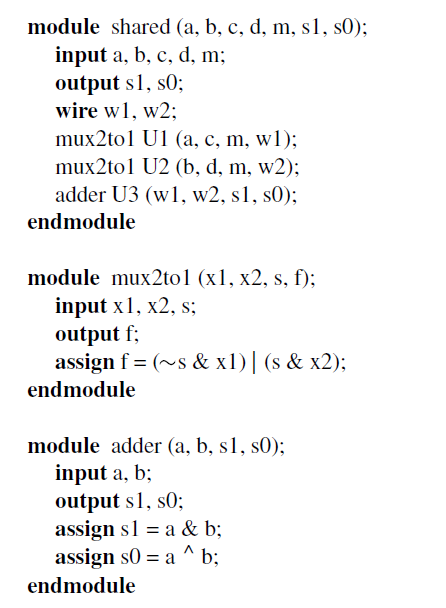 module shared (a, b, c, d, m, s1, s0);
input a, b, c, d, m;
output s1, s0;
wire w1, w2;
mux2to1 U1 (a, c, m, w1);
mux2to1 U2 (b, d, m, w2);
adder U3 (w1, w2, s1, s0);
endmodule
module mux2to1 (x1, x2, s, f);
input x1, x2, s;
output f;
assign f = (~s & x1) | (s & x2);
endmodule
module adder (a, b, s1, s0);
input a, b;
output s1, s0;
assign s1 = a & b;
assign s0 = a ^ b;
endmodule